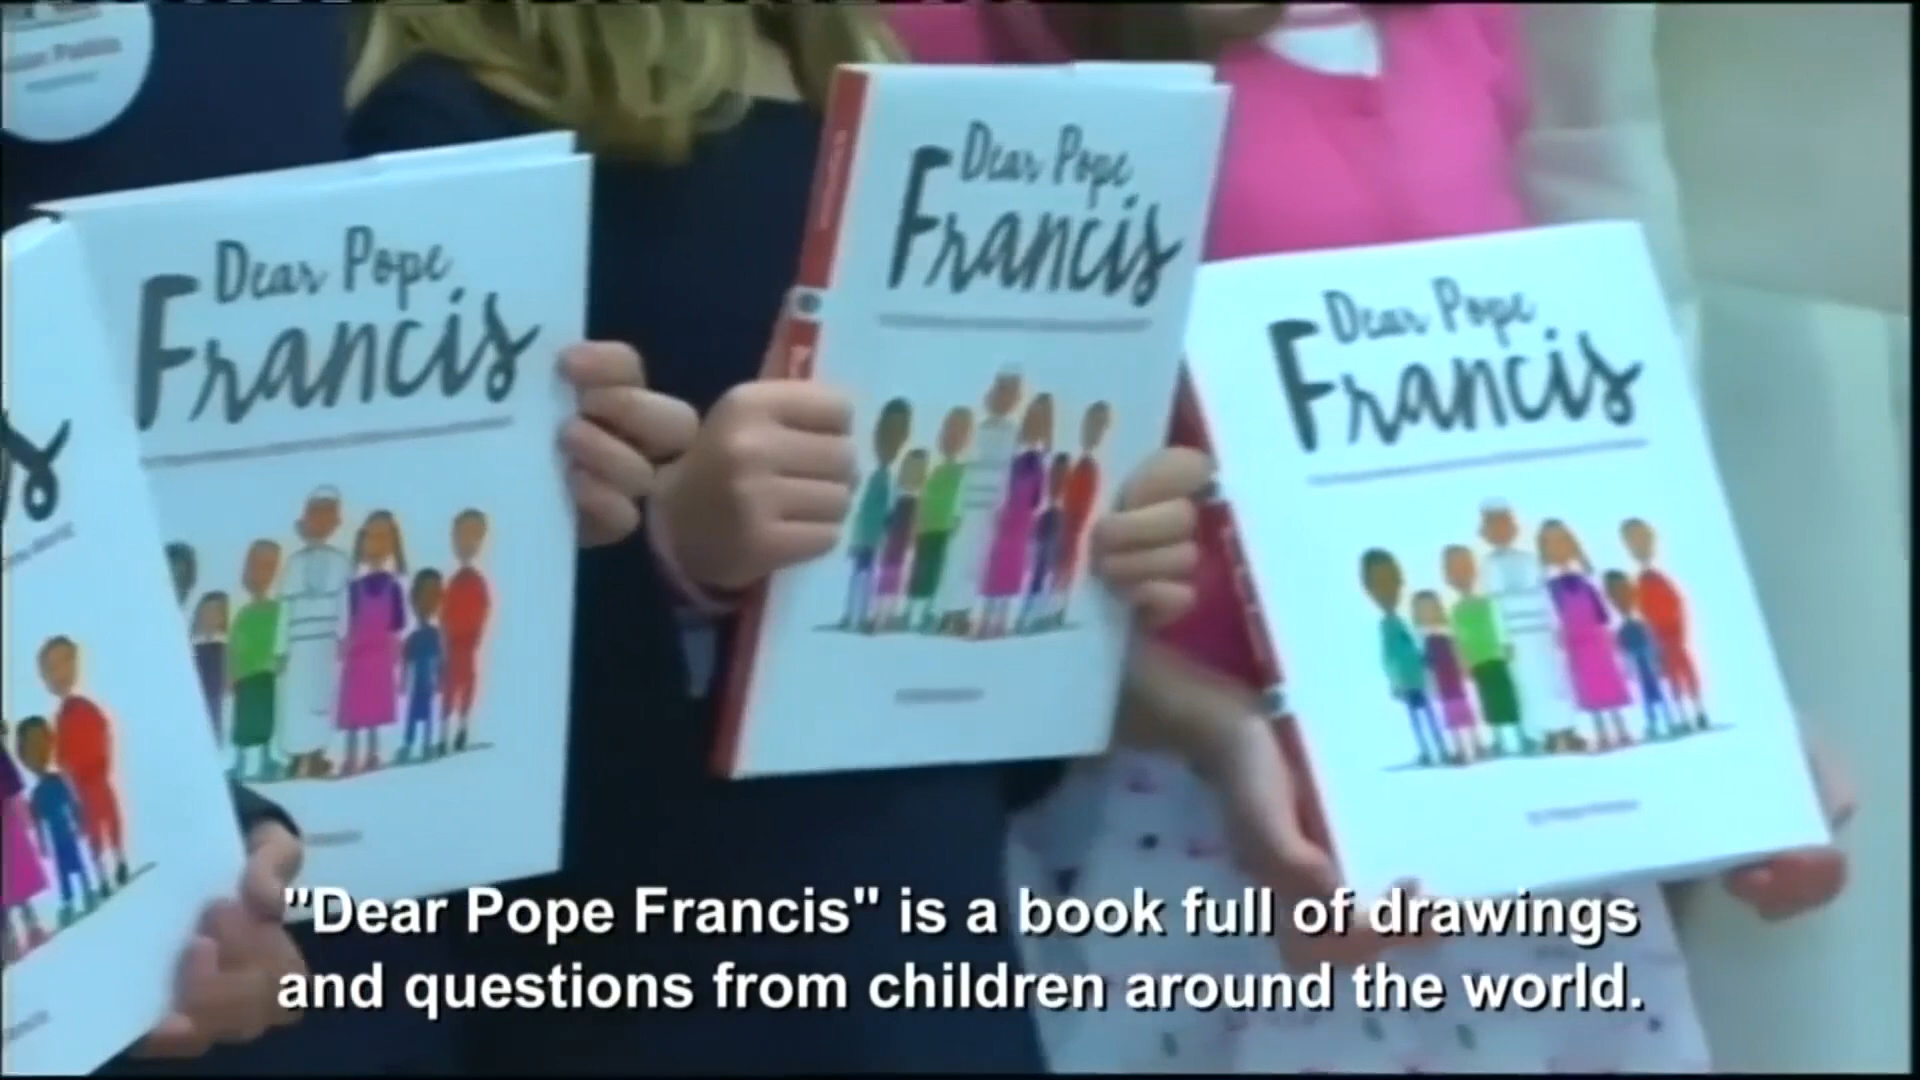 Dear Pope
Francis
Dear Pope
Francis
Dear Pope
Francis
"Dear Pope Francis" is a book full of drawings
and questions from children around the world.